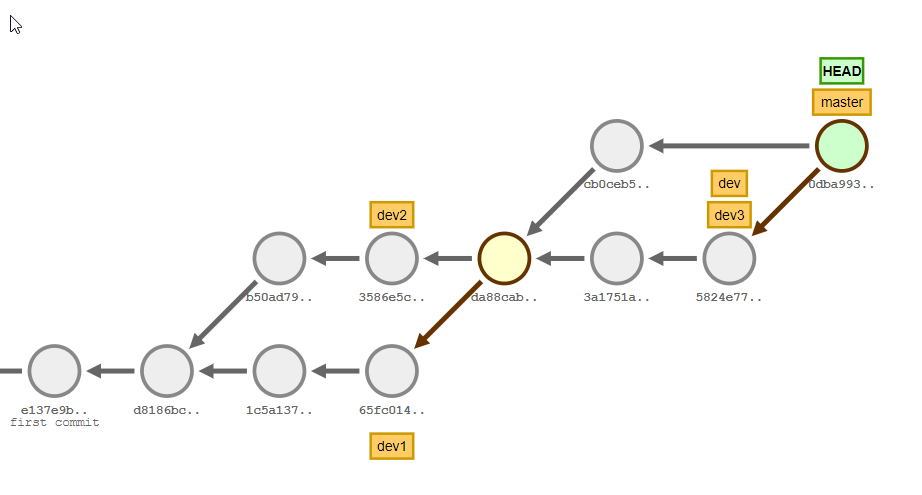 HEAD
master
cb0ceb5..
0dba993..
dev
dev2
dev3
b50ad79..
3586e5c..
da88cab..
3a1751a..
5824e77..
e137e9b..
first commit
d8186bc..
1c5a137..
65fc014..
dev1